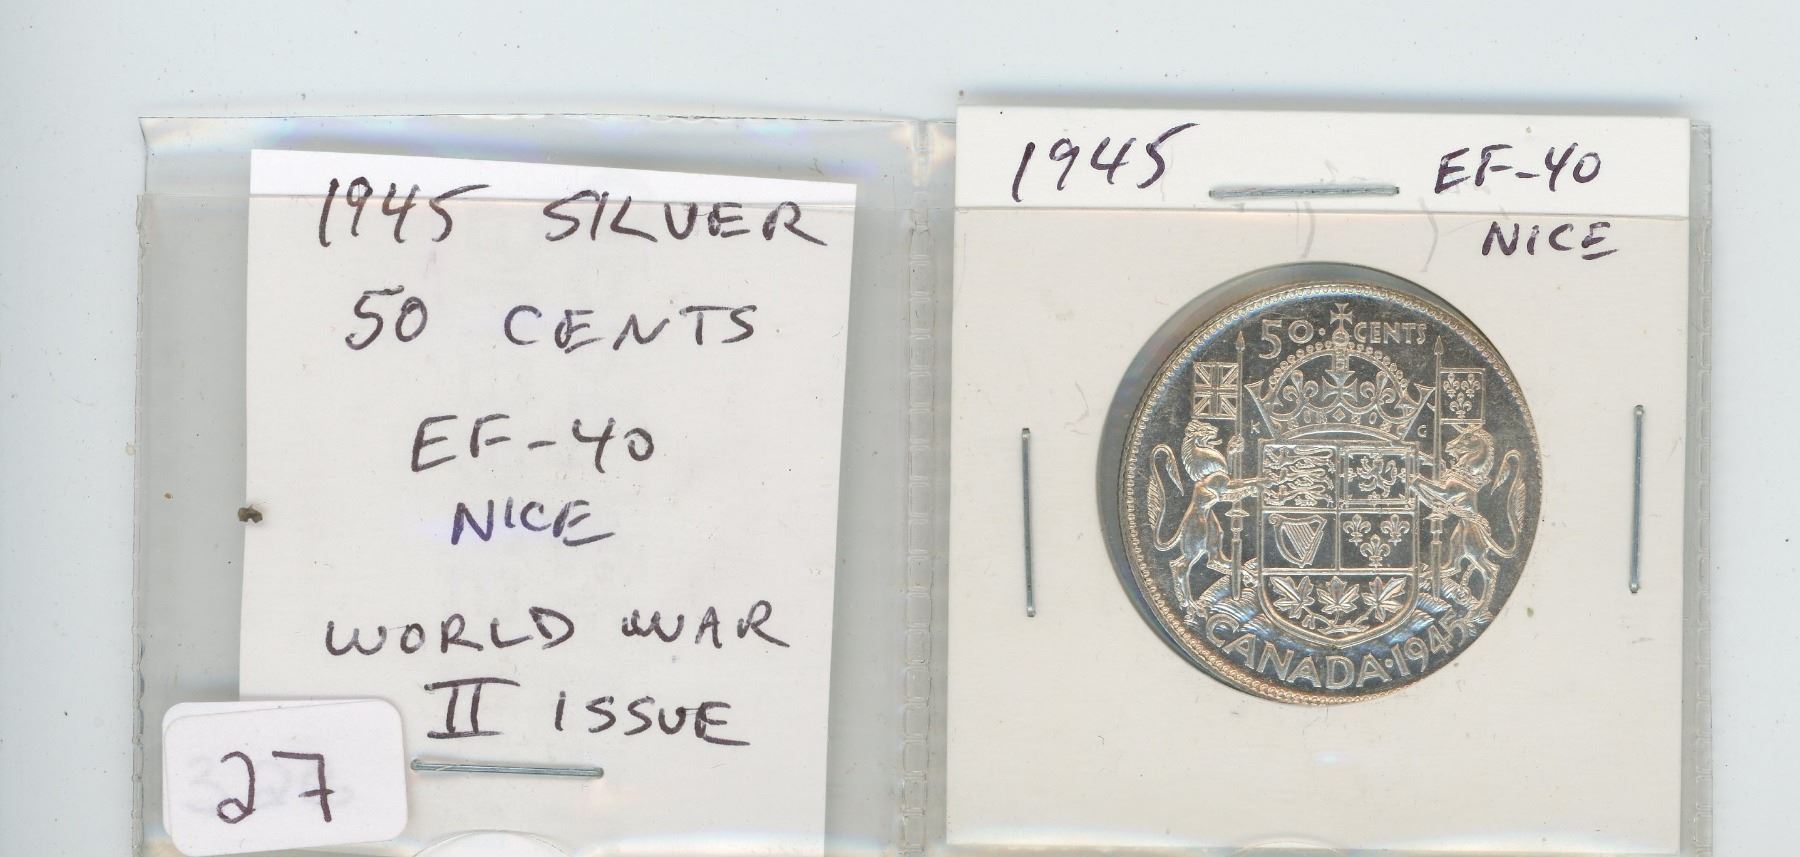 1945 SILVER
50 CENTS
EF-40
NICE
WORLD WAR
II ISSUE
27
1945 EF-40
NICE
50 · CENTS
K G
CANADA · 1945